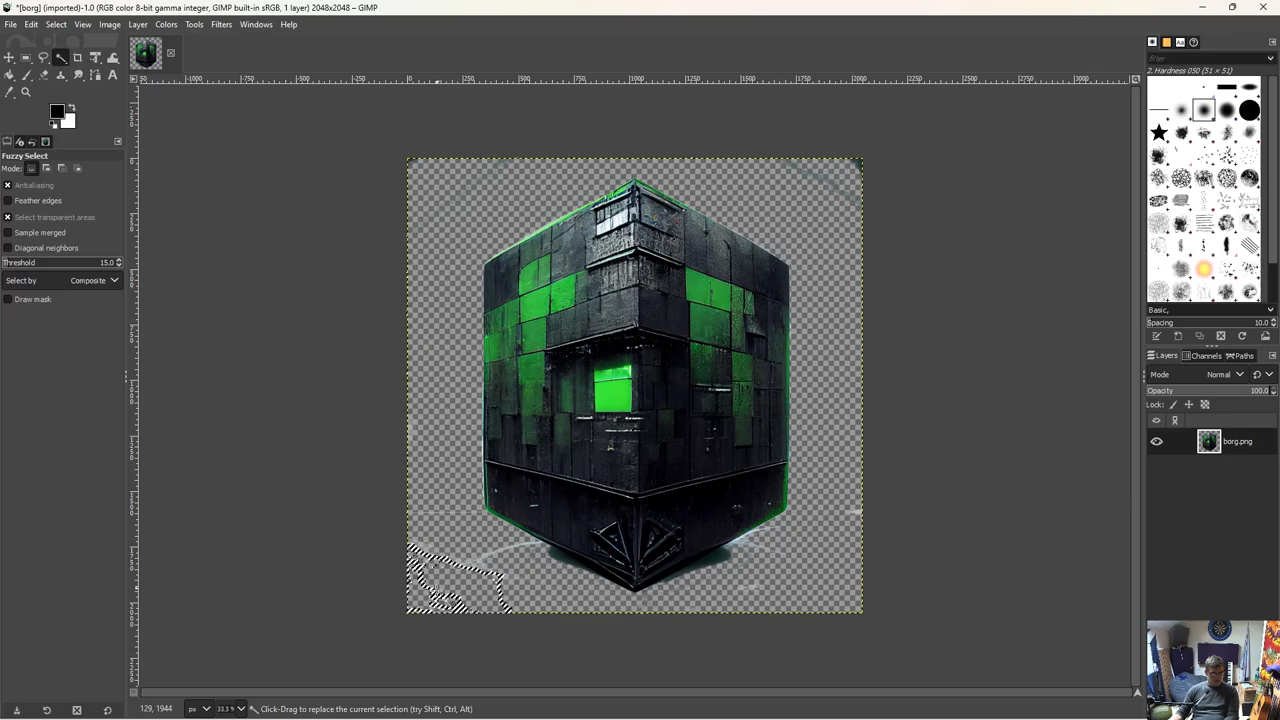 *[borg] (imported)-1.0 (RGB color 8-bit gamma integer, GIMP built-in sRGB, 1 layer) 2048x2048 – GIMP
File Edit Select View Image Layer Colors Tools Filters Windows Help
filter
2. Hardness 050 (51 × 51)
Fuzzy Select
Mode:
Antialiasing
Feather edges
Select transparent areas
Sample merged
Diagonal neighbors
Threshold 15.0
Select by Composite
Draw mask
Basic,
Spacing 10.0
Layers Channels Paths
Mode Normal
Opacity 100.0
Lock:
borg.png
129, 1944 px 33.3 % Click-Drag to replace the current selection (try Shift, Ctrl, Alt)